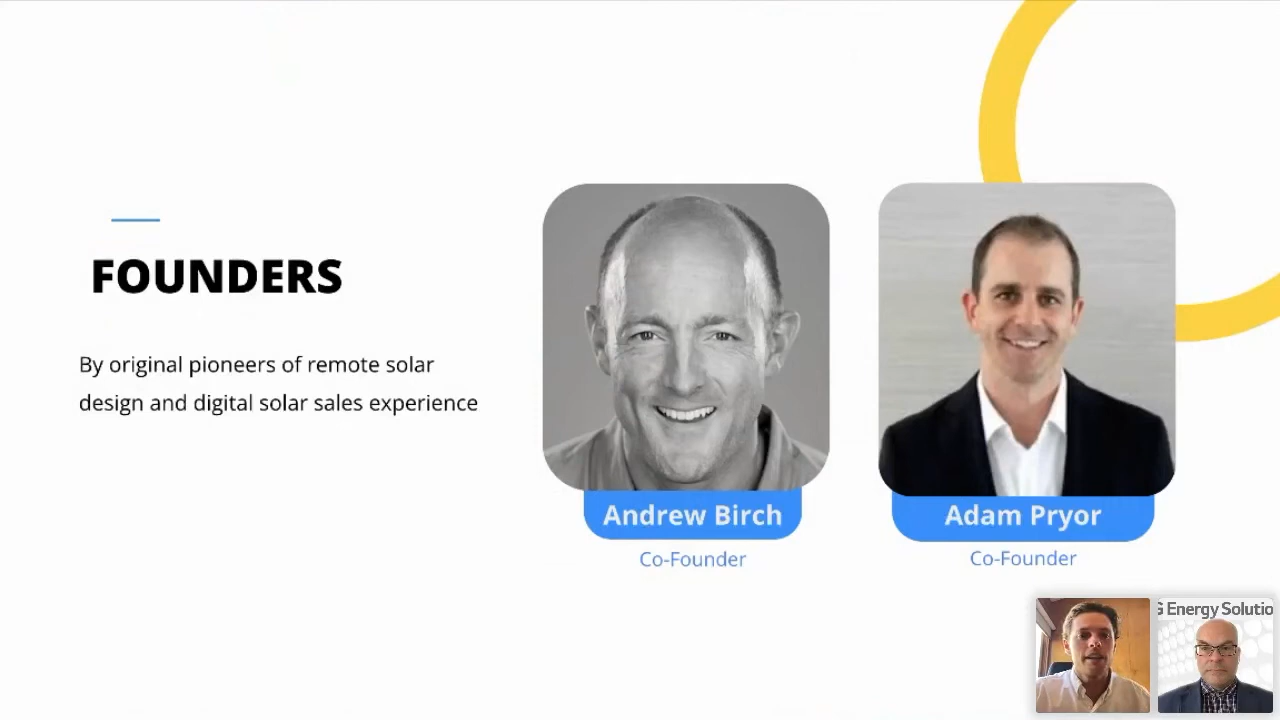 FOUNDERS
By original pioneers of remote solar
design and digital solar sales experience
Andrew Birch
Co-Founder
Adam Pryor
Co-Founder
G Energy Solutio